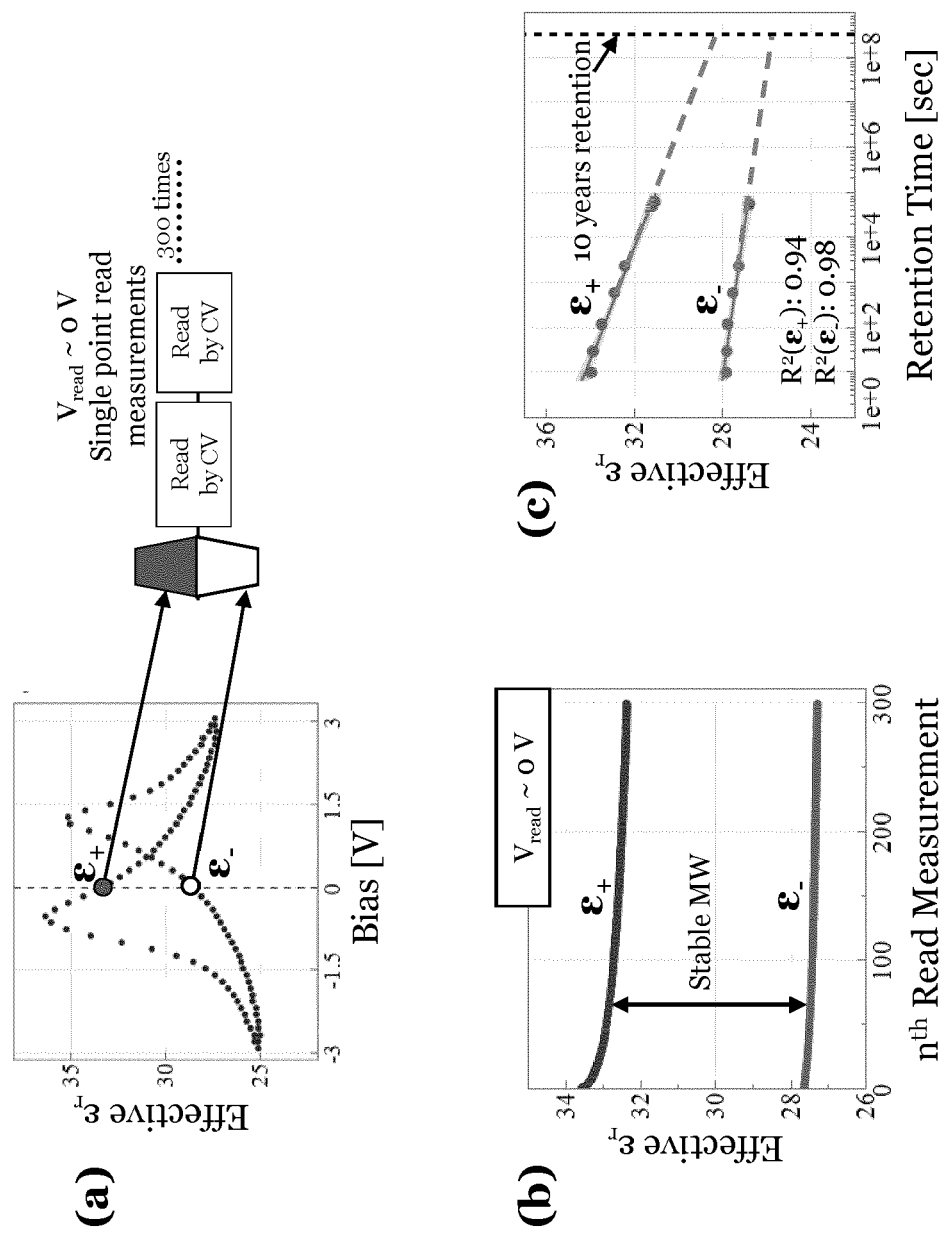 (a)
Effective εr
35
30
25
-3
-1.5
0
1.5
3
Bias [V]
ε+
ε-
Vread ~ 0 V
Single point read
measurements
Read
by CV
Read
by CV
300 times
(b)
Effective εr
34
32
30
28
26
0
100
200
300
nth Read Measurement
Vread ~ 0 V
ε+
Stable MW
ε-
(c)
Effective εr
36
32
28
24
1e+0
1e+2
1e+4
1e+6
1e+8
Retention Time [sec]
ε+
10 years retention
ε-
R²(ε+): 0.94
R²(ε-): 0.98